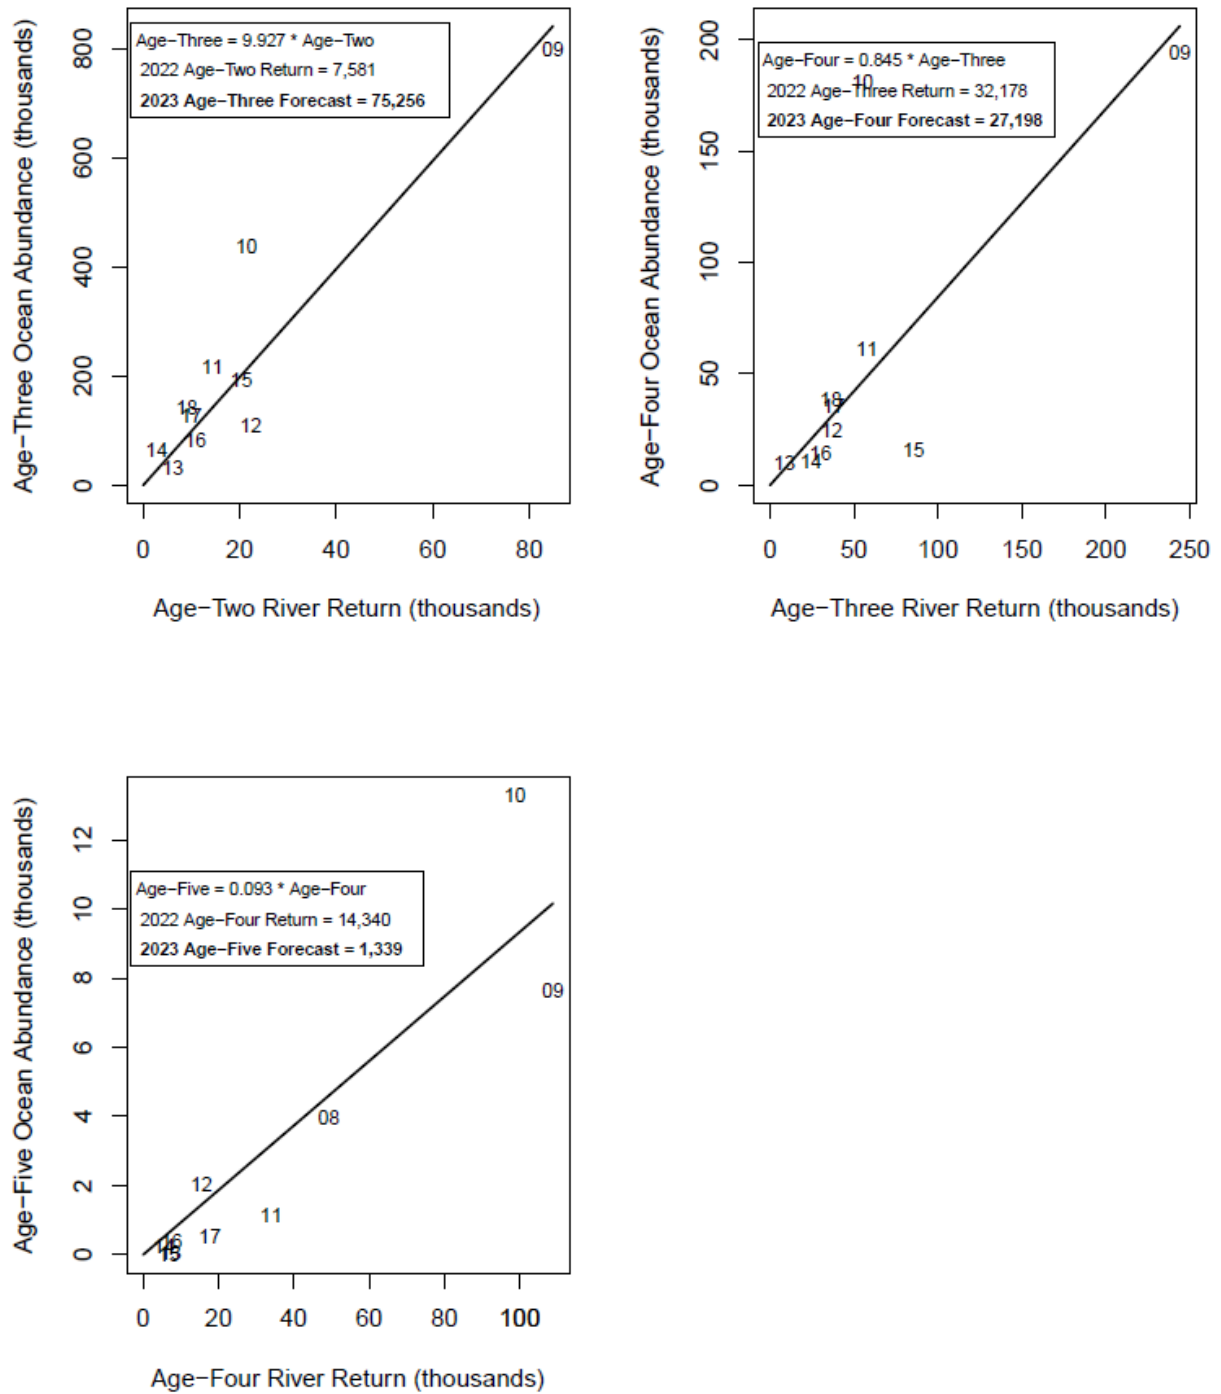 Age-Three Ocean Abundance (thousands)
800
600
400
200
0
Age-Three = 9.927 * Age-Two
2022 Age-Two Return = 7,581
2023 Age-Three Forecast = 75,256
09
10
11
15
18
17
12
16
14
13
0 20 40 60 80
Age-Two River Return (thousands)
Age-Four Ocean Abundance (thousands)
200
150
100
50
0
Age-Four = 0.845 * Age-Three
10
2022 Age-Three Return = 32,178
2023 Age-Four Forecast = 27,198
09
11
18
17
12
16
15
13
14
0 50 100 150 200 250
Age-Three River Return (thousands)
Age-Five Ocean Abundance (thousands)
12
10
8
6
4
2
0
10
Age-Five = 0.093 * Age-Four
2022 Age-Four Return = 14,340
2023 Age-Five Forecast = 1,339
09
08
12
11
17
16
14
15
0 20 40 60 80 100
Age-Four River Return (thousands)